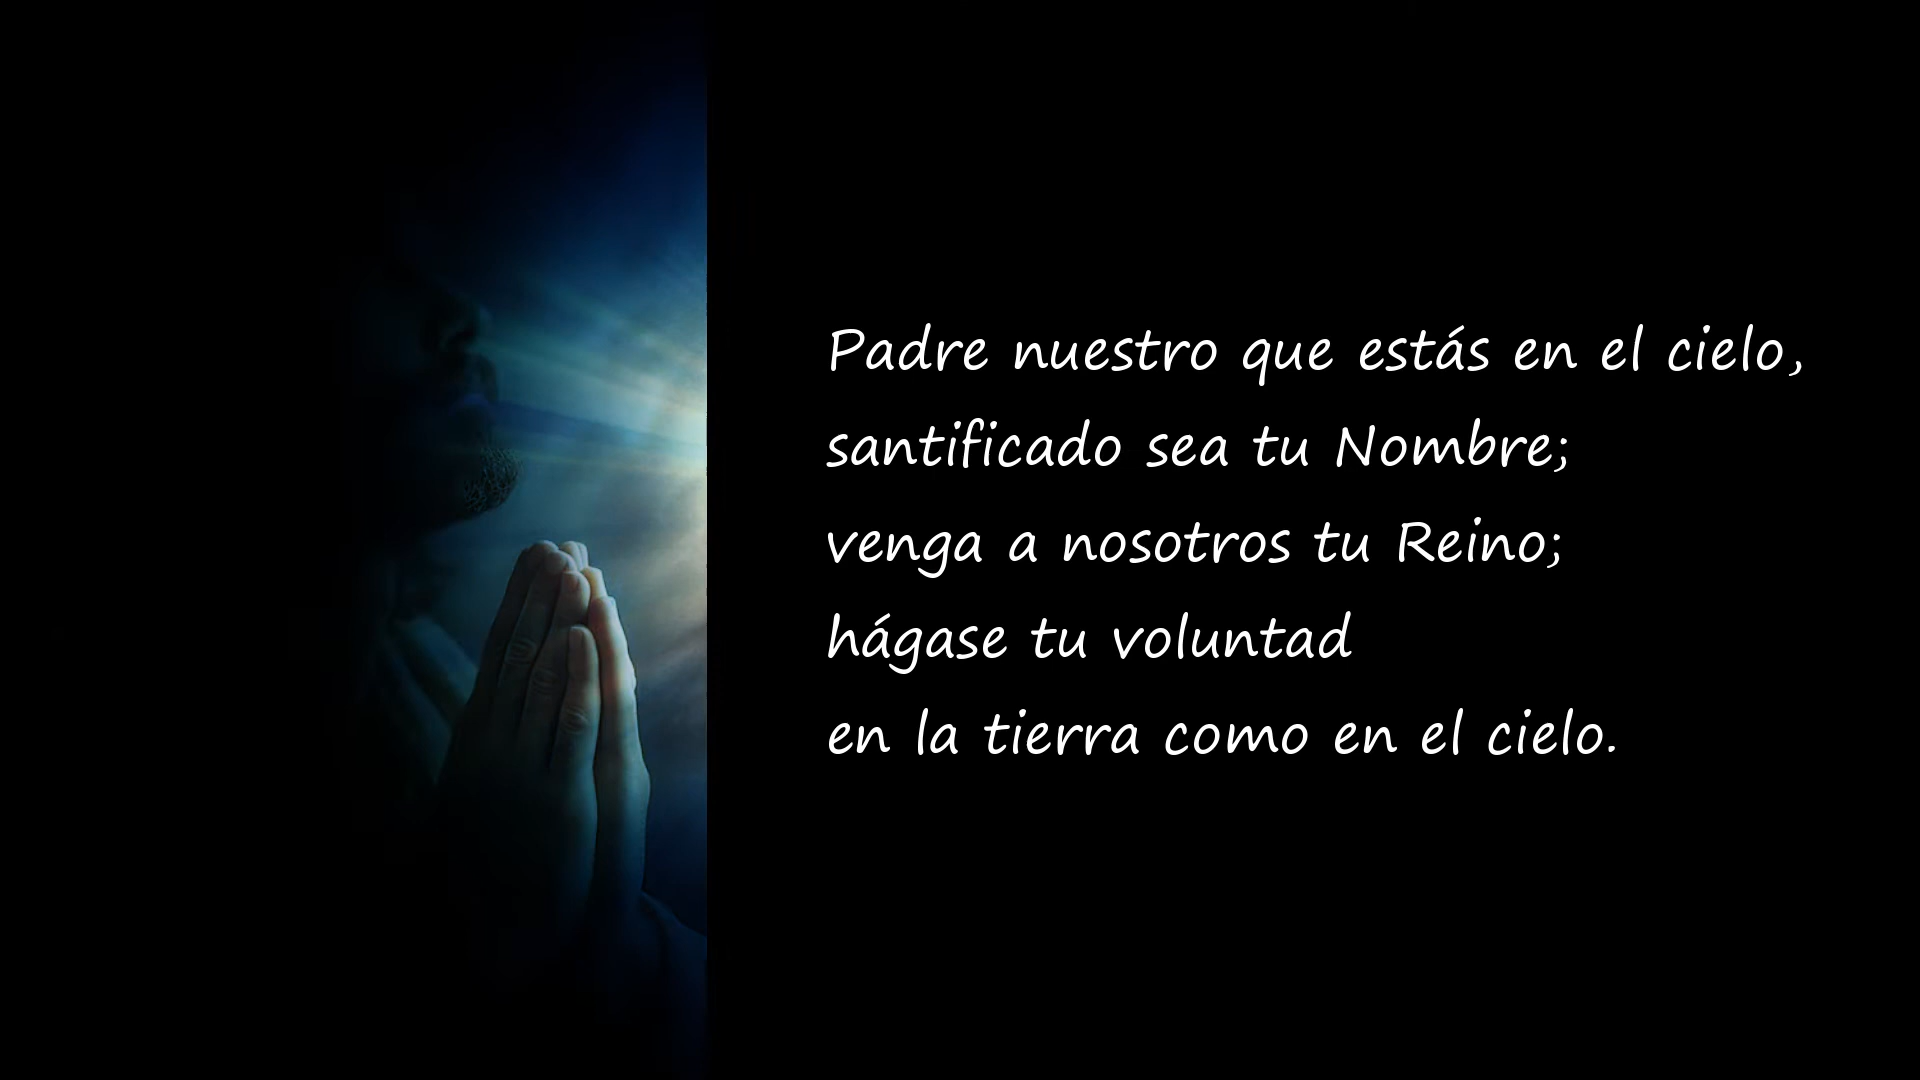 Padre nuestro que estás en el cielo,
santificado sea tu Nombre;
venga a nosotros tu Reino;
hágase tu voluntad
en la tierra como en el cielo.